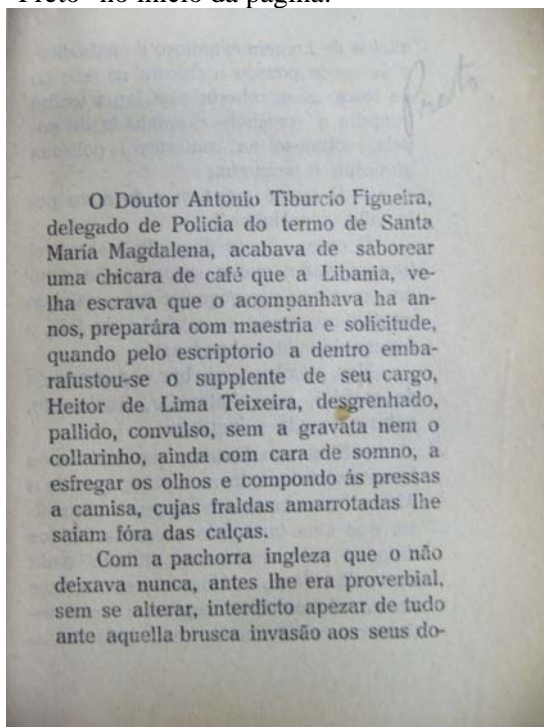 "Preto" no início da página.
Preto
O Doutor Antonio Tiburcio Figueira,
delegado de Policia do termo de Santa
María Magdalena, acabava de saborear
uma chicara de café que a Libania, ve-
lha escrava que o acompanhava ha an-
nos, preparára com maestria e solicitude,
quando pelo escriptorio a dentro emba-
rafustou-se o supplente de seu cargo,
Heitor de Lima Teixeira, desgrenhado,
pallido, convulso, sem a gravata nem o
collarinho, ainda com cara de somno, a
esfregar os olhos e compondo ás pressas
a camisa, cujas fraldas amarrotadas lhe
saiam fóra das calças.
Com a pachorra ingleza que o não
deixava nunca, antes lhe era proverbial,
sem se alterar, interdicto apezar de tudo
ante aquella brusca invasão aos seus do-